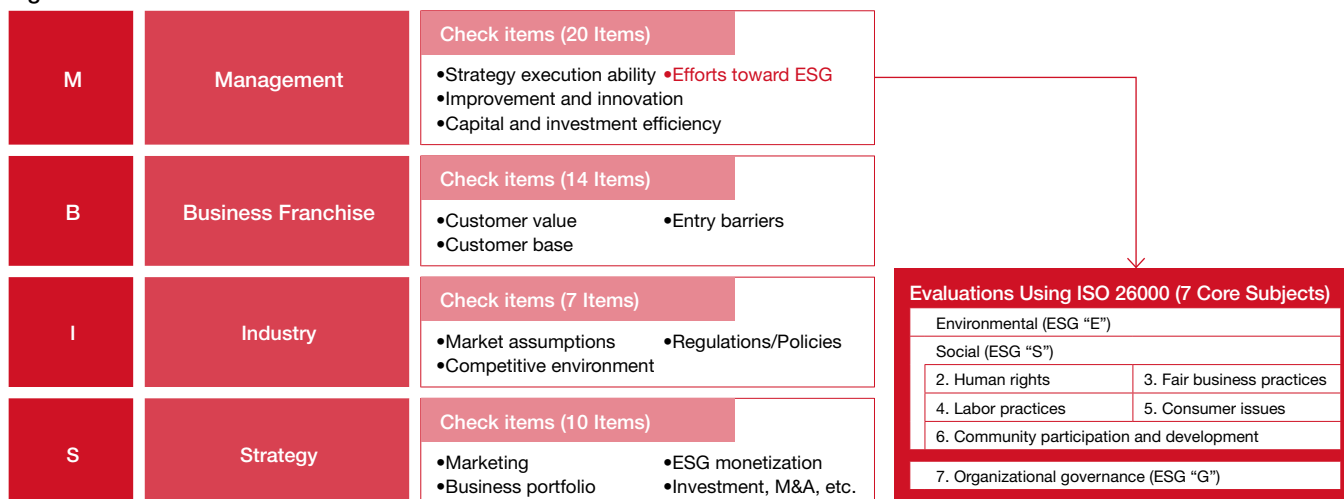 M
Management
Check items (20 Items)
•Strategy execution ability •Efforts toward ESG
•Improvement and innovation
•Capital and investment efficiency
B
Business Franchise
Check items (14 Items)
•Customer value •Entry barriers
•Customer base
I
Industry
Check items (7 Items)
•Market assumptions •Regulations/Policies
•Competitive environment
S
Strategy
Check items (10 Items)
•Marketing •ESG monetization
•Business portfolio •Investment, M&A, etc.
Evaluations Using ISO 26000 (7 Core Subjects)
Environmental (ESG “E”)
Social (ESG “S”)
2. Human rights 3. Fair business practices
4. Labor practices 5. Consumer issues
6. Community participation and development
7. Organizational governance (ESG “G”)